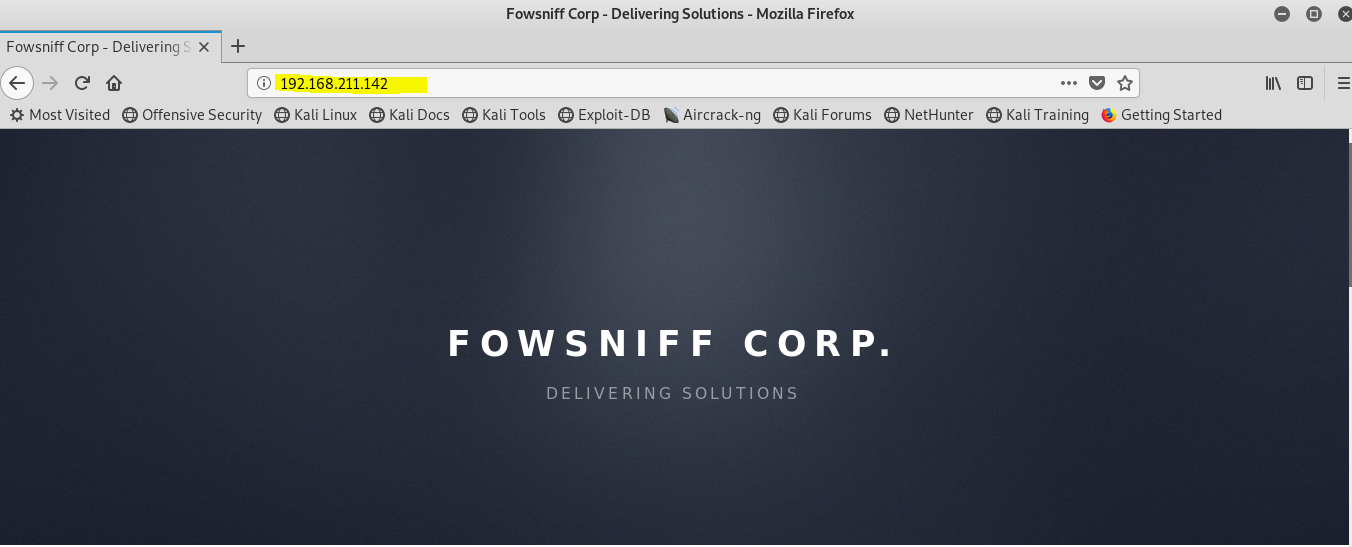 Fowsniff Corp - Delivering Solutions - Mozilla Firefox
Fowsniff Corp - Delivering S
192.168.211.142
Most Visited Offensive Security Kali Linux Kali Docs Kali Tools Exploit-DB Aircrack-ng Kali Forums NetHunter Kali Training Getting Started
FOWSNIFF CORP.
DELIVERING SOLUTIONS